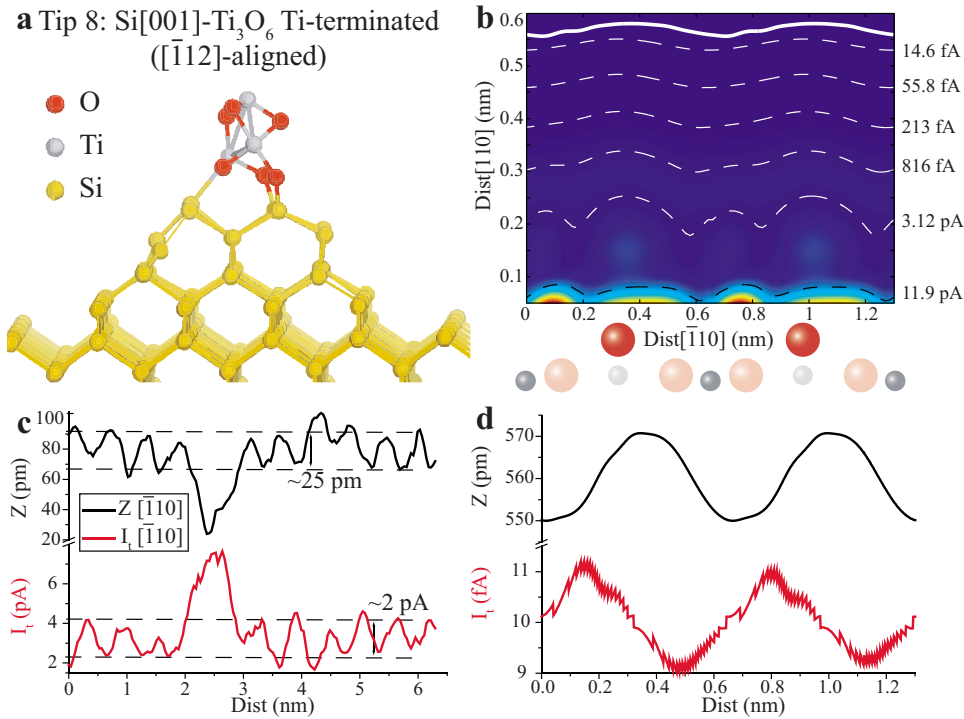 a Tip 8: Si[001]-Ti₃O₆ Ti-terminated
([1̅12]-aligned)
O
Ti
Si
b
0.6
0.5
0.4
0.3
0.2
0.1
Dist[110] (nm)
14.6 fA
55.8 fA
213 fA
816 fA
3.12 pA
11.9 pA
0 0.2 0.4 0.6 0.8 1.0 1.2
Dist[1̅10] (nm)
c
100
80
60
40
20
Z (pm)
~25 pm
Z [1̅10]
Iₜ [1̅10]
6
4
2
Iₜ (pA)
~2 pA
0 1 2 3 4 5 6
Dist (nm)
d
570
560
550
Z (pm)
11
10
9
Iₜ (fA)
0.0 0.2 0.4 0.6 0.8 1.0 1.2
Dist (nm)